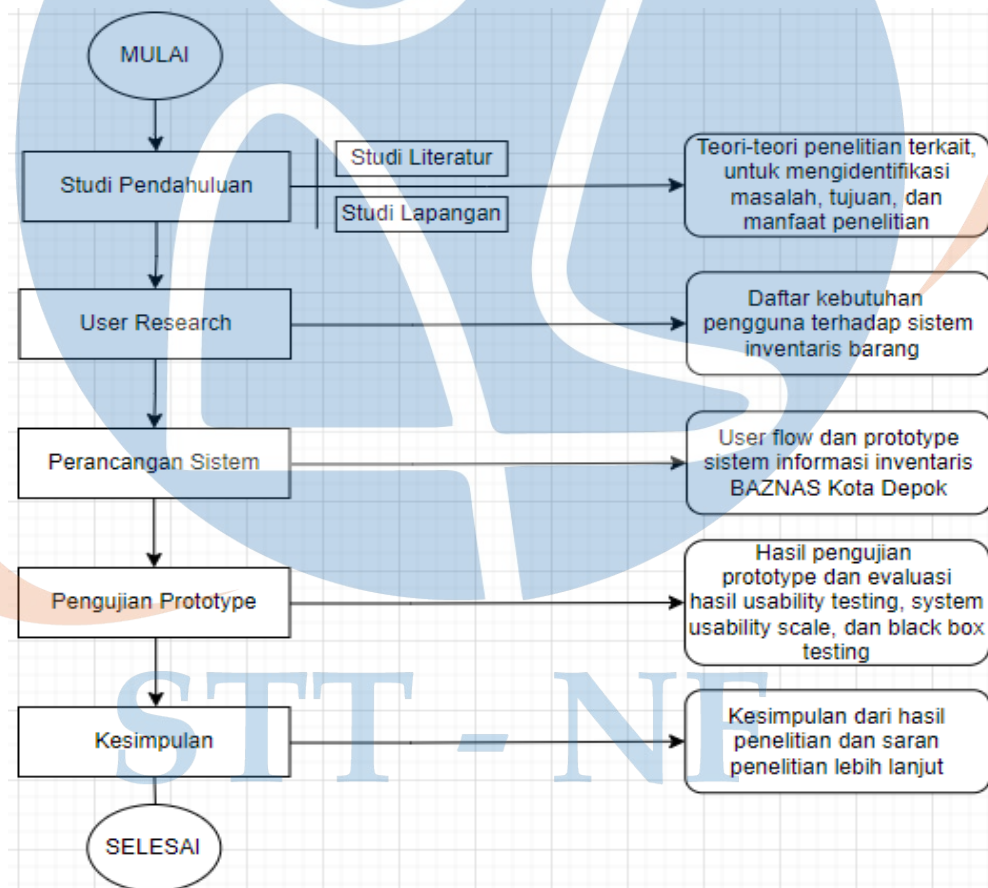 MULAI
Studi Pendahuluan
Studi Literatur
Studi Lapangan
Teori-teori penelitian terkait,
untuk mengidentifikasi
masalah, tujuan, dan
manfaat penelitian
User Research
Daftar kebutuhan
pengguna terhadap sistem
inventaris barang
Perancangan Sistem
User flow dan prototype
sistem informasi inventaris
BAZNAS Kota Depok
Pengujian Prototype
Hasil pengujian
prototype dan evaluasi
hasil usability testing, system
usability scale, dan black box
testing
Kesimpulan
Kesimpulan dari hasil
penelitian dan saran
penelitian lebih lanjut
STT - NF
SELESAI